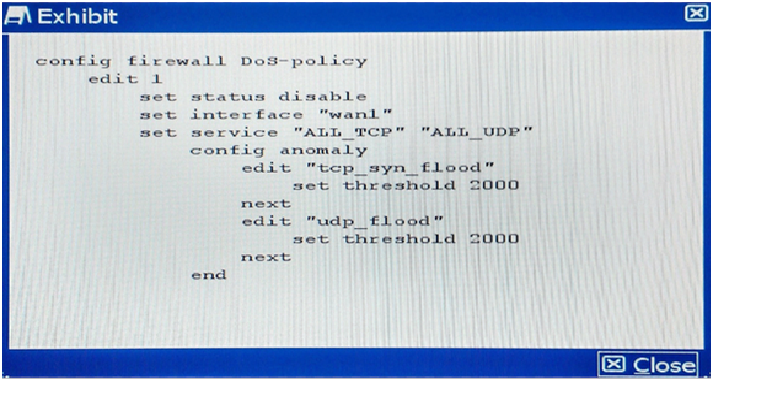 Exhibit
config firewall DoS-policy
edit 1
set status disable
set interface "wan1"
set service "ALL_TCP" "ALL_UDP"
config anomaly
edit "tcp_syn_flood"
set threshold 2000
next
edit "udp_flood"
set threshold 2000
next
end
Close